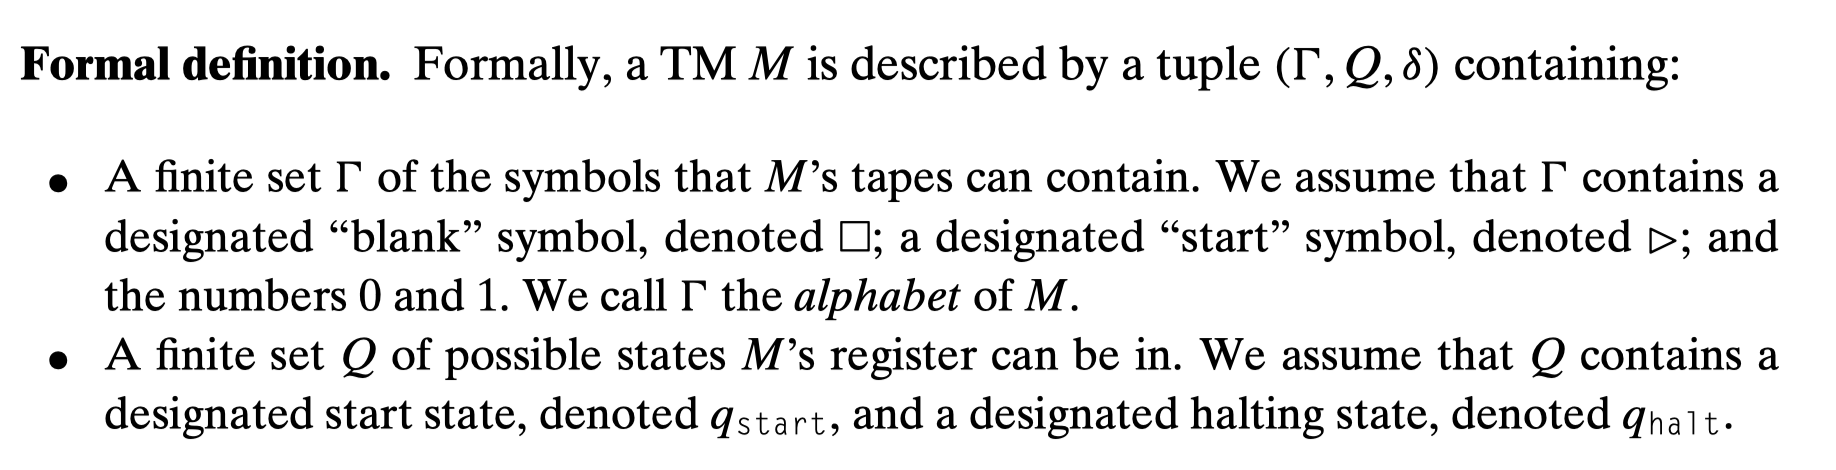 Formal definition. Formally, a TM M is described by a tuple (Γ, Q, δ) containing:
• A finite set Γ of the symbols that M’s tapes can contain. We assume that Γ contains a
designated “blank” symbol, denoted □; a designated “start” symbol, denoted ▷; and
the numbers 0 and 1. We call Γ the alphabet of M.
• A finite set Q of possible states M’s register can be in. We assume that Q contains a
designated start state, denoted q_start, and a designated halting state, denoted q_halt.